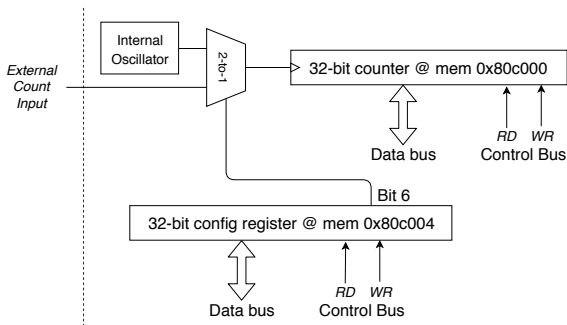 Internal
Oscillator
2-to-1
External
Count
Input
32-bit counter @ mem 0x80c000
RD WR
Data bus Control Bus
Bit 6
32-bit config register @ mem 0x80c004
RD WR
Data bus Control Bus